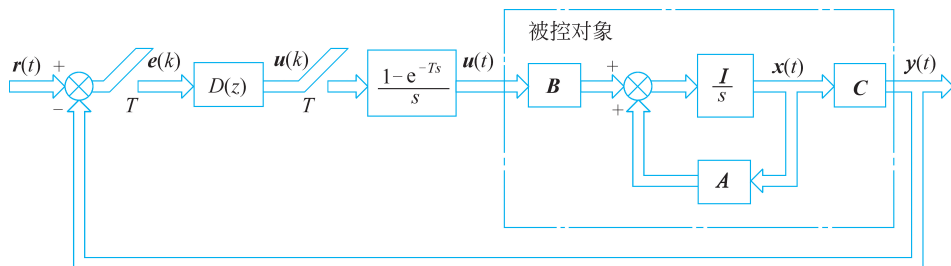 被控对象
r(t)
+
−
T
e(k)
D(z)
u(k)
T
1−e^{−Ts}
s
u(t)
B
+
+
I
s
x(t)
A
C
y(t)